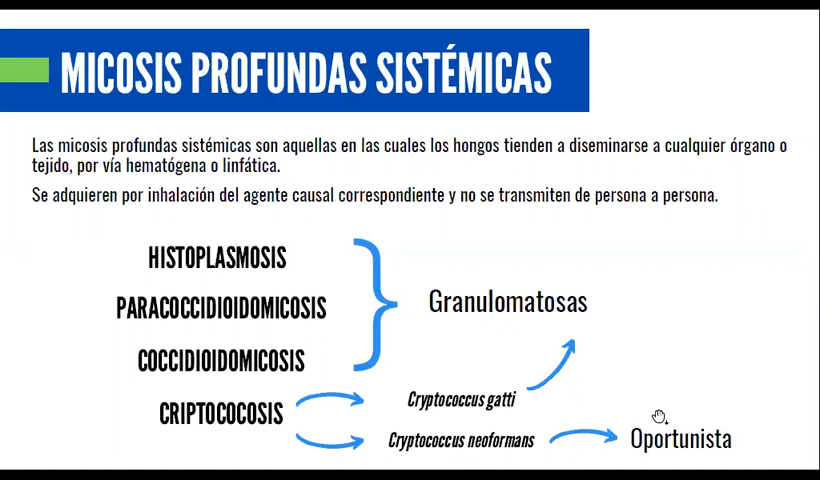 MICOSIS PROFUNDAS SISTÉMICAS
Las micosis profundas sistémicas son aquellas en las cuales los hongos tienden a diseminarse a cualquier órgano o
tejido, por vía hematógena o linfática.
Se adquieren por inhalación del agente causal correspondiente y no se transmiten de persona a persona.
HISTOPLASMOSIS
PARACOCCIDIOIDOMICOSIS
COCCIDIOIDOMICOSIS
Granulomatosas
CRIPTOCOCOSIS
Cryptococcus gatti
Cryptococcus neoformans
Oportunista